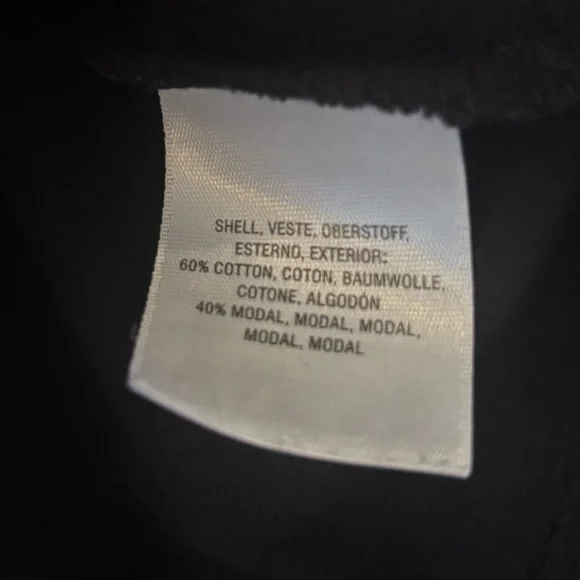 SHELL, VESTE, OBERSTOFF,
ESTERNO, EXTERIOR:
60% COTTON, COTON, BAUMWOLLE,
COTONE, ALGODÓN
40% MODAL, MODAL, MODAL,
MODAL, MODAL